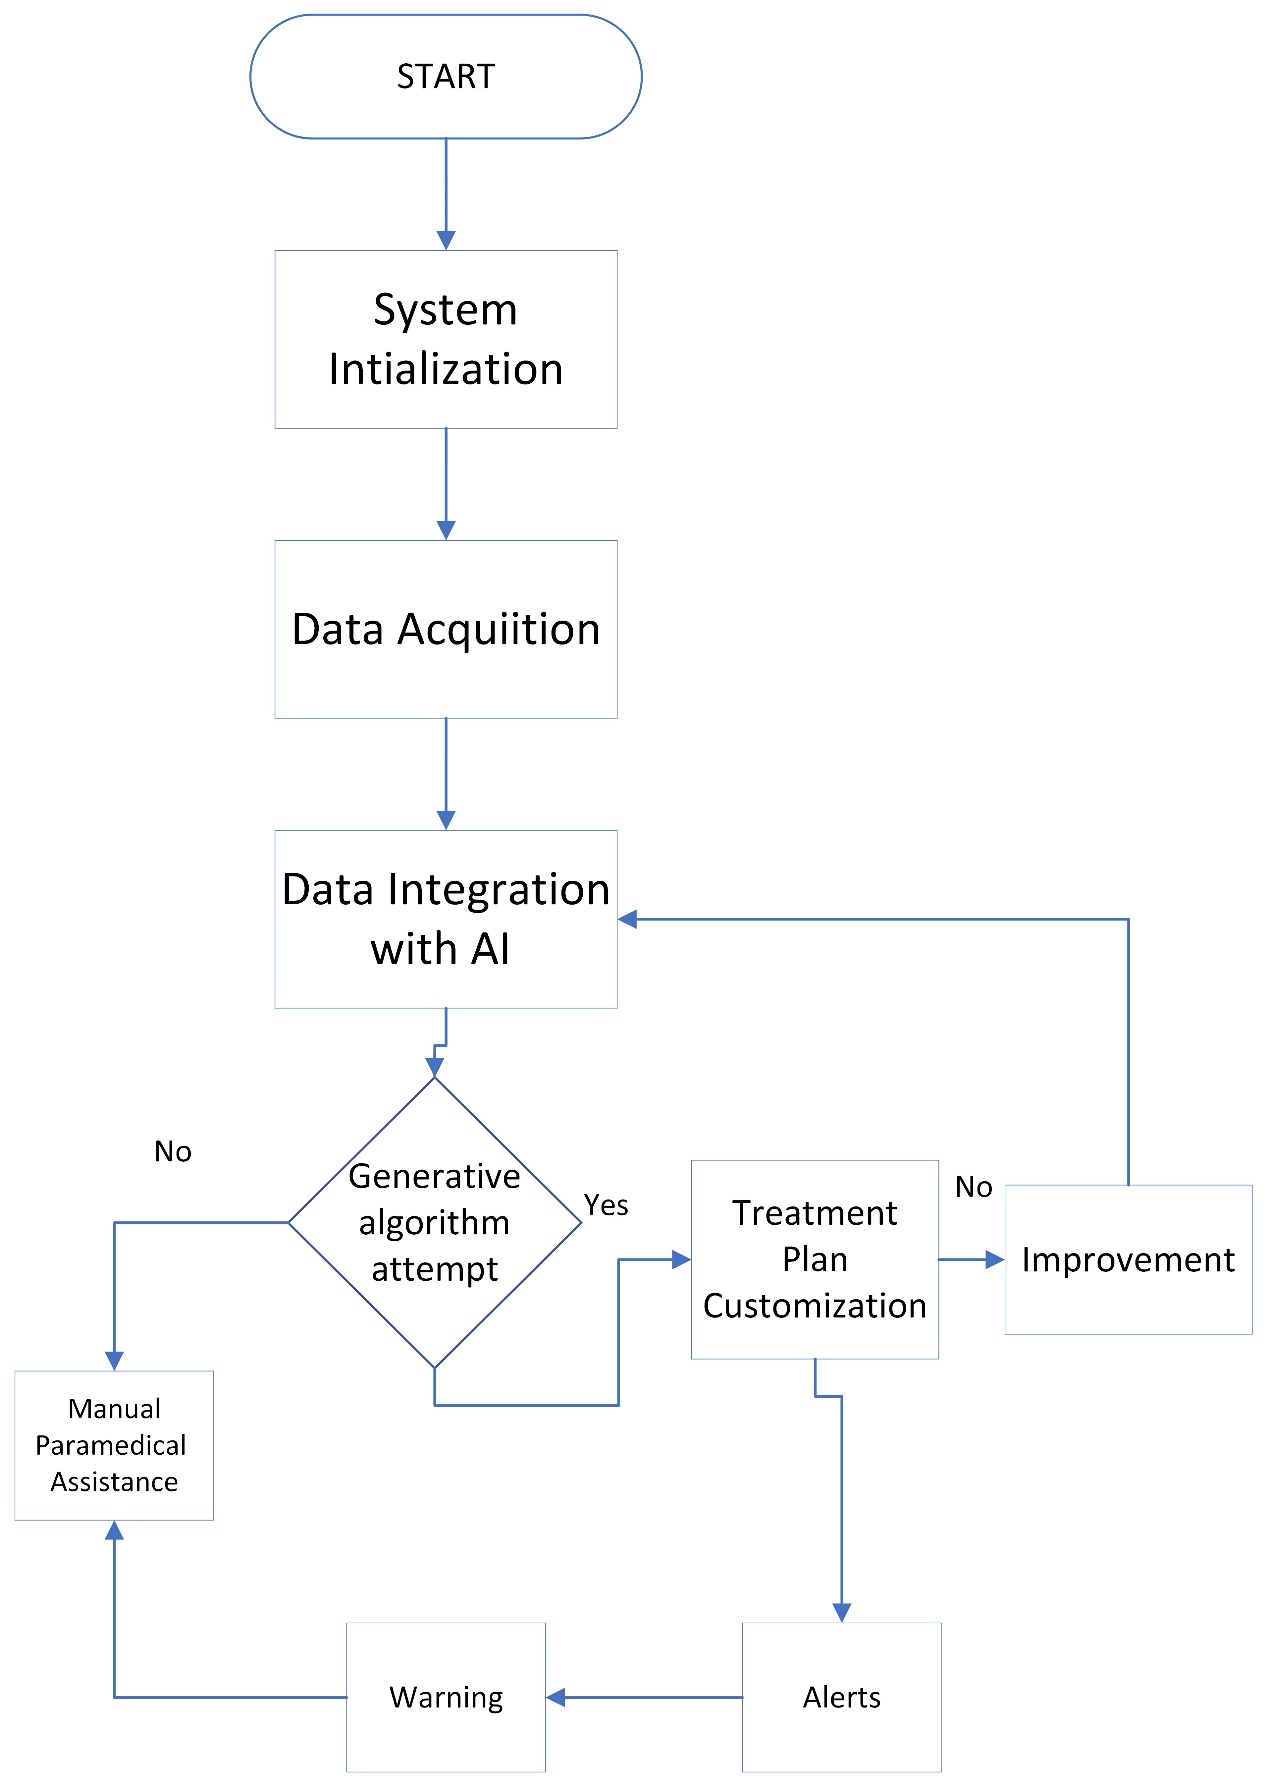 START
System
Intialization
Data Acquiition
Data Integration
with AI
No
Generative
algorithm
attempt
Yes
Treatment
Plan
Customization
No
Improvement
Manual
Paramedical
Assistance
Warning
Alerts